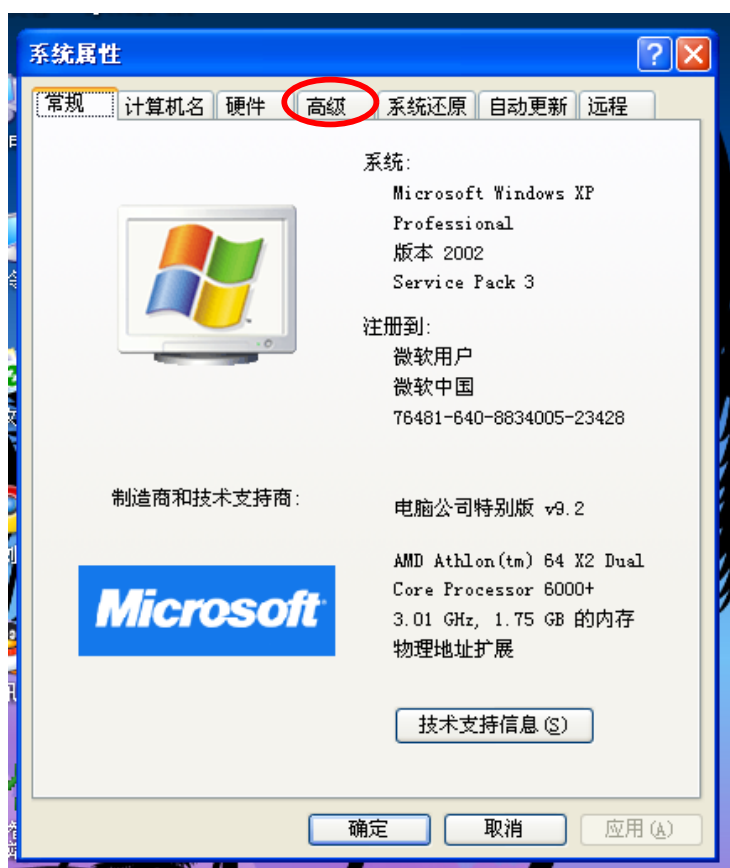 系统属性
常规 计算机名 硬件 高级 系统还原 自动更新 远程
系统:
Microsoft Windows XP
Professional
版本 2002
Service Pack 3
注册到:
微软用户
微软中国
76481-640-8834005-23428
制造商和技术支持商:
电脑公司特别版 v9.2
Microsoft
AMD Athlon(tm) 64 X2 Dual
Core Processor 6000+
3.01 GHz, 1.75 GB 的内存
物理地址扩展
技术支持信息(S)
确定 取消 应用(A)